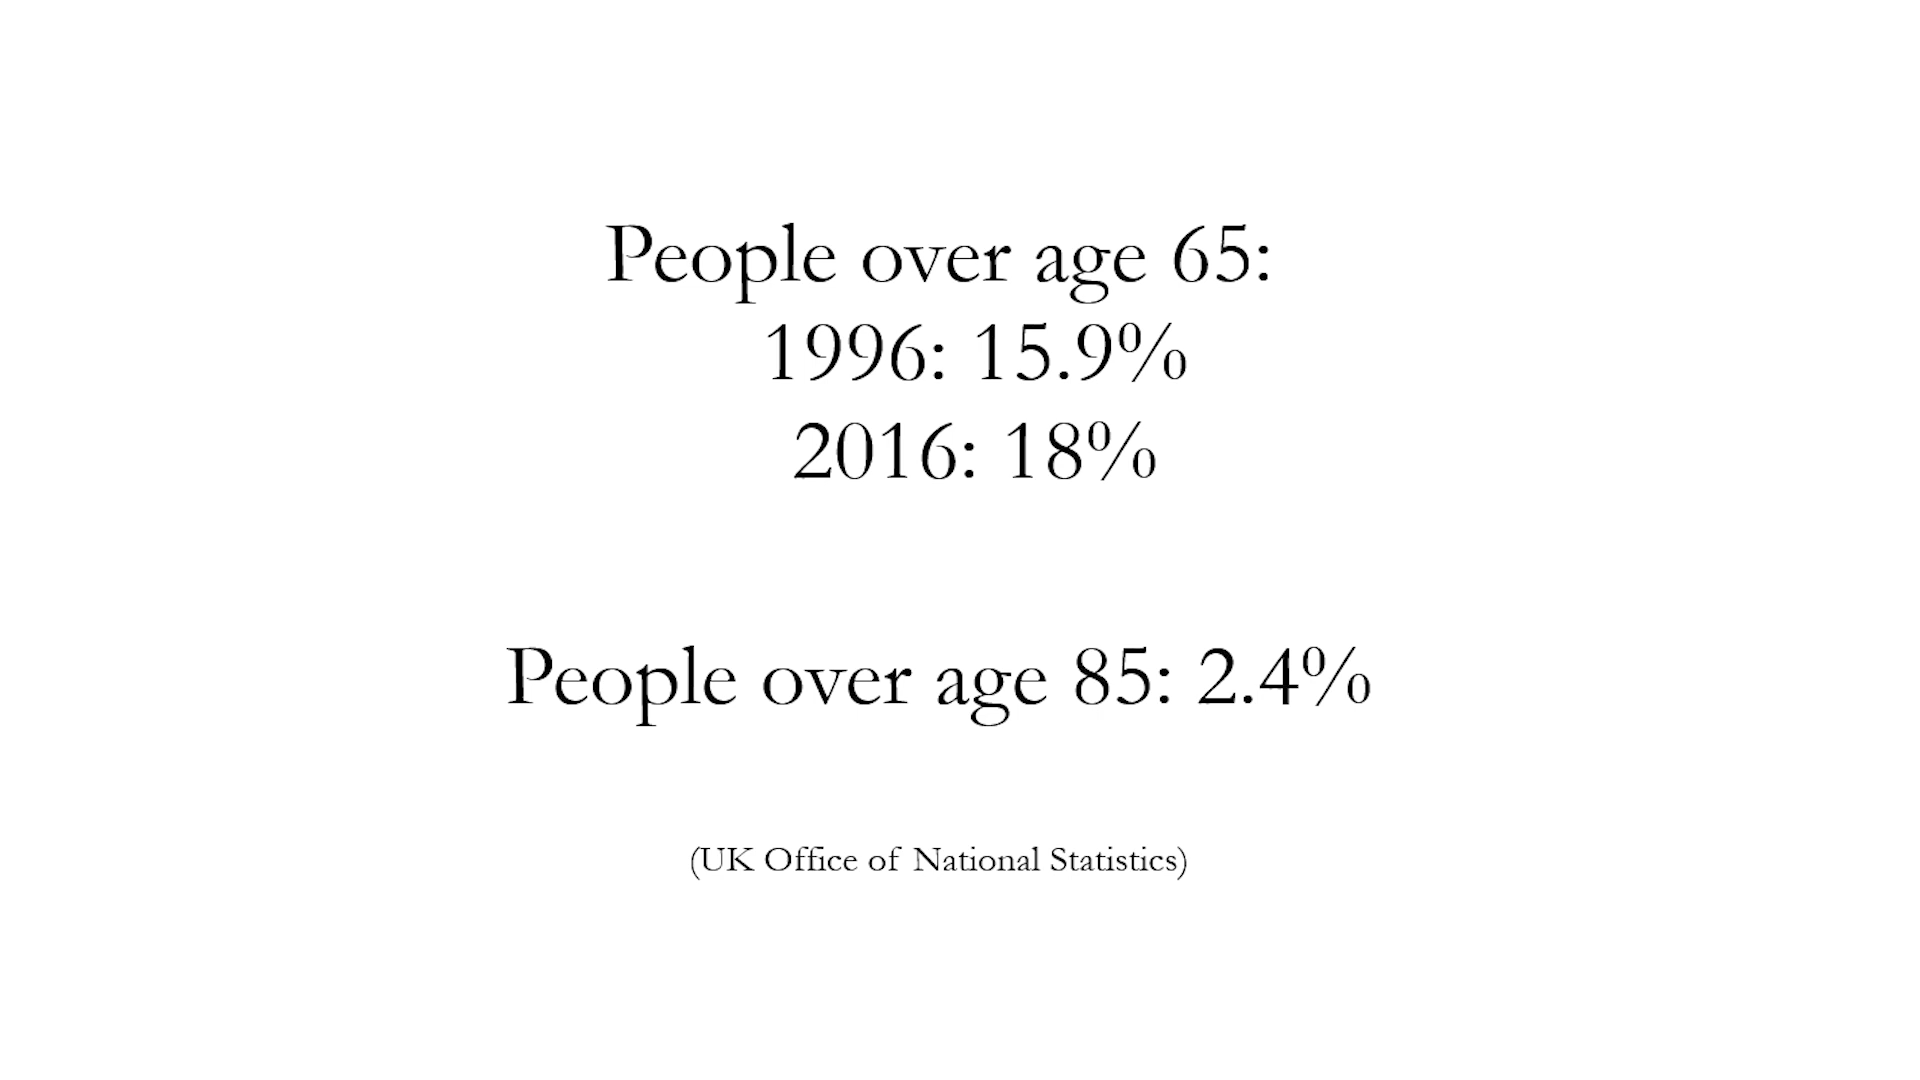 People over age 65:
1996: 15.9%
2016: 18%
People over age 85: 2.4%
(UK Office of National Statistics)